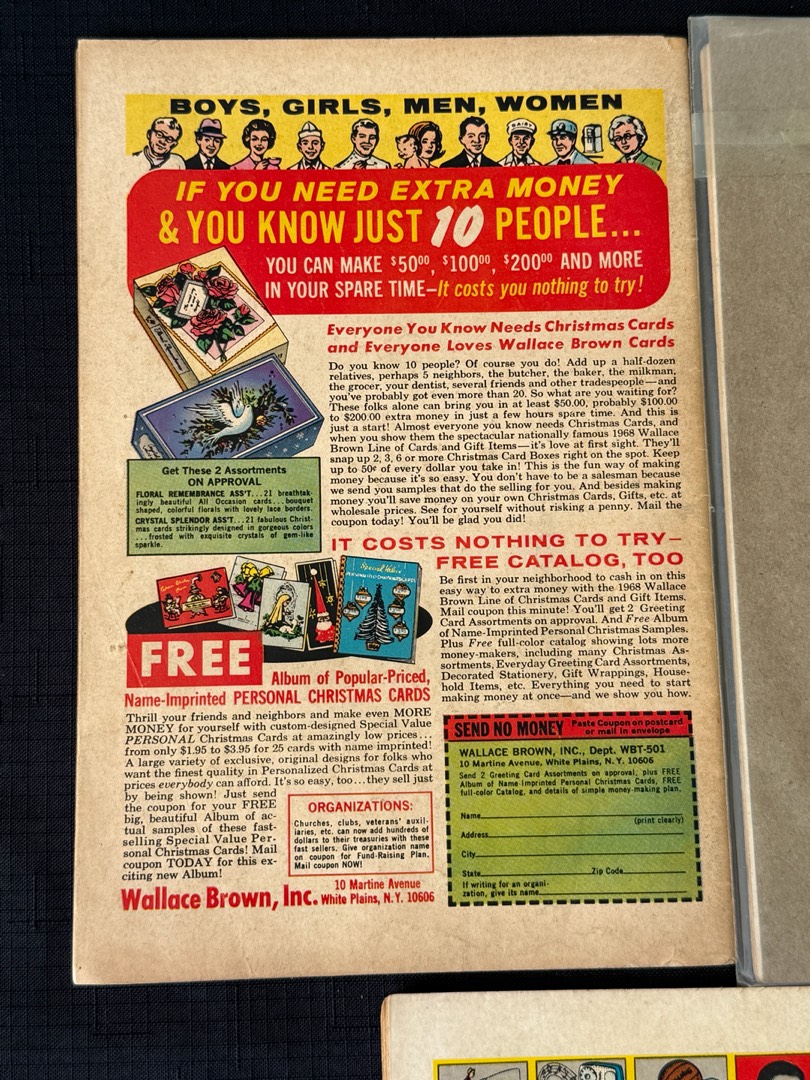 BOYS, GIRLS, MEN, WOMEN
DAIRY
IF YOU NEED EXTRA MONEY
& YOU KNOW JUST 10 PEOPLE...
YOU CAN MAKE $50⁰⁰, $100⁰⁰, $200⁰⁰ AND MORE
IN YOUR SPARE TIME—It costs you nothing to try!
Everyone You Know Needs Christmas Cards
and Everyone Loves Wallace Brown Cards
Do you know 10 people? Of course you do! Add up a half-dozen
relatives, perhaps 5 neighbors, the butcher, the baker, the milkman,
the grocer, your dentist, several friends and other tradespeople—and
you've probably got even more than 20. So what are you waiting for?
These folks alone can bring you in at least $50.00, probably $100.00
to $200.00 extra money in just a few hours spare time. And this is
just a start! Almost everyone you know needs Christmas Cards, and
when you show them the spectacular nationally famous 1968 Wallace
Brown Line of Cards and Gift Items—it's love at first sight. They'll
snap up 2, 3, 6 or more Christmas Card Boxes right on the spot. Keep
up to 50¢ of every dollar you take in! This is the fun way of making
money because it's so easy. You don't have to be a salesman because
we send you samples that do the selling for you. And besides making
money you'll save money on your own Christmas Cards, Gifts, etc. at
wholesale prices. See for yourself without risking a penny. Mail the
coupon today! You'll be glad you did!
Get These 2 Assortments
ON APPROVAL
FLORAL REMEMBRANCE ASS'T...21 breathtak-
ingly beautiful All Occasion cards...bouquet
shaped, colorful florals with lovely lace borders.
CRYSTAL SPLENDOR ASS'T...21 fabulous Christ-
mas cards strikingly designed in gorgeous colors
...frosted with exquisite crystals of gem-like
sparkle.
IT COSTS NOTHING TO TRY—
FREE CATALOG, TOO
Be first in your neighborhood to cash in on this
easy way to extra money with the 1968 Wallace
Brown Line of Christmas Cards and Gift Items.
Mail coupon this minute! You'll get 2 Greeting
Card Assortments on approval. And Free Album
of Name-Imprinted Personal Christmas Samples.
Plus Free full-color catalog showing lots more
money-makers, including many Christmas As-
sortments, Everyday Greeting Card Assortments,
Decorated Stationery, Gift Wrappings, House-
hold Items, etc. Everything you need to start
making money at once—and we show you how.
Special Value
PERSONALIZED CHRISTMAS CARDS
FREE
Album of Popular-Priced,
Name-Imprinted PERSONAL CHRISTMAS CARDS
Thrill your friends and neighbors and make even MORE
MONEY for yourself with custom-designed Special Value
PERSONAL Christmas Cards at amazingly low prices...
from only $1.95 to $3.95 for 25 cards with name imprinted!
A large variety of exclusive, original designs for folks who
want the finest quality in Personalized Christmas Cards at
prices everybody can afford. It's so easy, too...they sell just
by being shown! Just send
the coupon for your FREE
big, beautiful Album of ac-
tual samples of these fast-
selling Special Value Per-
sonal Christmas Cards! Mail
coupon TODAY for this ex-
citing new Album!
ORGANIZATIONS:
Churches, clubs, veterans' auxil-
iaries, etc. can now add hundreds of
dollars to their treasuries with these
fast sellers. Give organization name
on coupon for Fund-Raising Plan.
Mail coupon NOW!
Wallace Brown, Inc. 10 Martine Avenue
White Plains, N.Y. 10606
SEND NO MONEY Paste Coupon on postcard
or mail in envelope
WALLACE BROWN, INC., Dept. WBT-501
10 Martine Avenue, White Plains, N.Y. 10606
Send 2 Greeting Card Assortments on approval, plus FREE
Album of Name-Imprinted Personal Christmas Cards, FREE
full-color Catalog, and details of simple money-making plan.
Name
(print clearly)
Address
City
State Zip Code
If writing for an organi-
zation, give its name